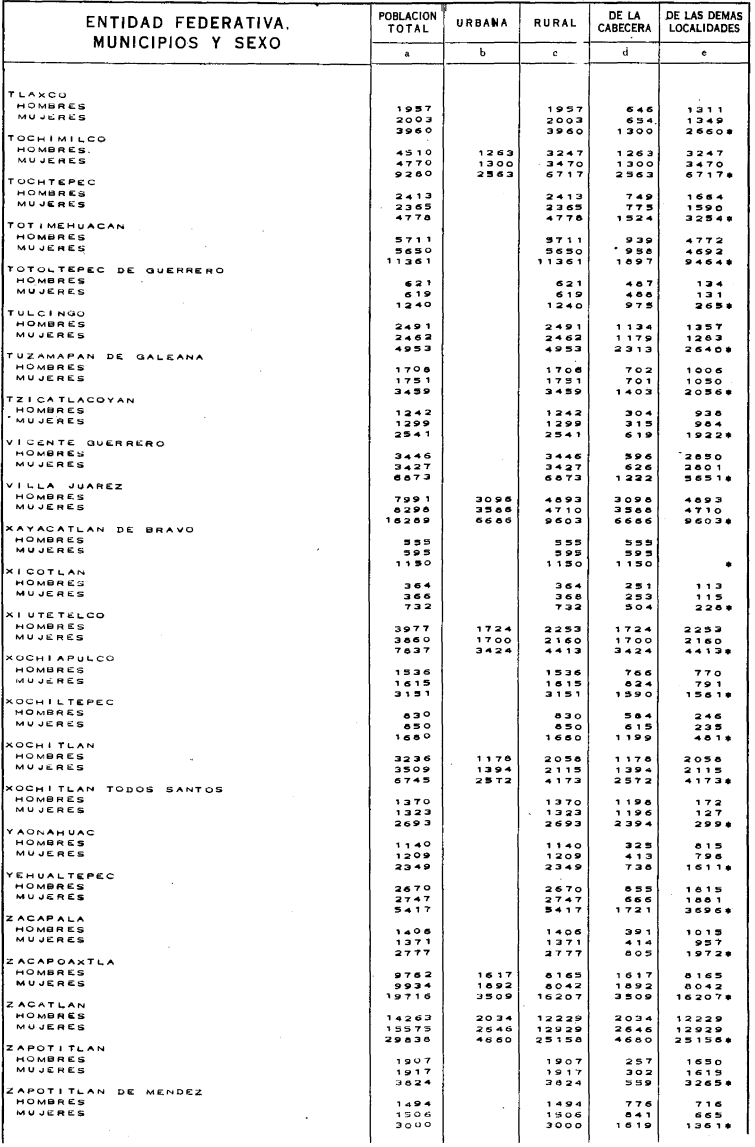 ENTIDAD FEDERATIVA, MUNICIPIOS Y SEXO POBLACION TOTAL URBANA RURAL DE LA CABECERA DE LAS DEMAS LOCALIDADES
a b c d e
TLAXCO
HOMBRES 1957 1957 646 1311
MUJERES 2003 2003 654 1349
3960 3960 1300 2660*
TOCHIMILCO
HOMBRES 4510 1263 3247 1263 3247
MUJERES 4770 1300 3470 1300 3470
9280 2563 6717 2563 6717*
TOCHTEPEC
HOMBRES 2413 2413 749 1664
MUJERES 2365 2365 775 1590
4778 4778 1524 3254*
TOTIMEHUACAN
HOMBRES 5711 5711 939 4772
MUJERES 5650 5650 958 4692
11361 11361 1897 9464*
TOTOLTEPEC DE GUERRERO
HOMBRES 621 621 487 134
MUJERES 619 619 488 131
1240 1240 975 265*
TULCINGO
HOMBRES 2491 2491 1134 1357
MUJERES 2462 2462 1179 1283
4953 4953 2313 2640*
TUZAMAPAN DE GALEANA
HOMBRES 1708 1708 702 1006
MUJERES 1751 1751 701 1050
3459 3459 1403 2056*
TZICATLACOYAN
HOMBRES 1242 1242 304 938
MUJERES 1299 1299 315 984
2541 2541 619 1922*
VICENTE GUERRERO
HOMBRES 3446 3446 596 2850
MUJERES 3427 3427 626 2801
6873 6873 1222 5651*
VILLA JUAREZ
HOMBRES 7991 3098 4893 3098 4893
MUJERES 8298 3588 4710 3588 4710
16289 6686 9603 6686 9603*
XAYACATLAN DE BRAVO
HOMBRES 555 555 555
MUJERES 595 595 595
1150 1150 1150 *
XICOTLAN
HOMBRES 364 364 251 113
MUJERES 368 368 253 115
732 732 504 228*
XIUTETELCO
HOMBRES 3977 1724 2253 1724 2253
MUJERES 3860 1700 2160 1700 2160
7837 3424 4413 3424 4413*
XOCHIAPULCO
HOMBRES 1536 1536 766 770
MUJERES 1615 1615 824 791
3151 3151 1590 1561*
XOCHILTEPEC
HOMBRES 830 830 584 246
MUJERES 850 850 615 235
1680 1680 1199 481*
XOCHITLAN
HOMBRES 3236 1178 2058 1178 2058
MUJERES 3509 1394 2115 1394 2115
6745 2572 4173 2572 4173*
XOCHITLAN TODOS SANTOS
HOMBRES 1370 1370 1198 172
MUJERES 1323 1323 1196 127
2693 2693 2394 299*
YAONAHUAC
HOMBRES 1140 1140 325 815
MUJERES 1209 1209 413 796
2349 2349 738 1611*
YEHUALTEPEC
HOMBRES 2670 2670 855 1815
MUJERES 2747 2747 866 1881
5417 5417 1721 3696*
ZACAPALA
HOMBRES 1406 1406 391 1015
MUJERES 1371 1371 414 957
2777 2777 805 1972*
ZACAPOAXTLA
HOMBRES 9782 1617 8165 1617 8165
MUJERES 9934 1892 8042 1892 8042
19716 3509 16207 3509 16207*
ZACATLAN
HOMBRES 14263 2034 12229 2034 12229
MUJERES 15575 2646 12929 2646 12929
29838 4680 25158 4680 25158*
ZAPOTITLAN
HOMBRES 1907 1907 257 1650
MUJERES 1917 1917 302 1615
3824 3824 559 3265*
ZAPOTITLAN DE MENDEZ
HOMBRES 1494 1494 778 716
MUJERES 1506 1506 841 665
3000 3000 1619 1381*